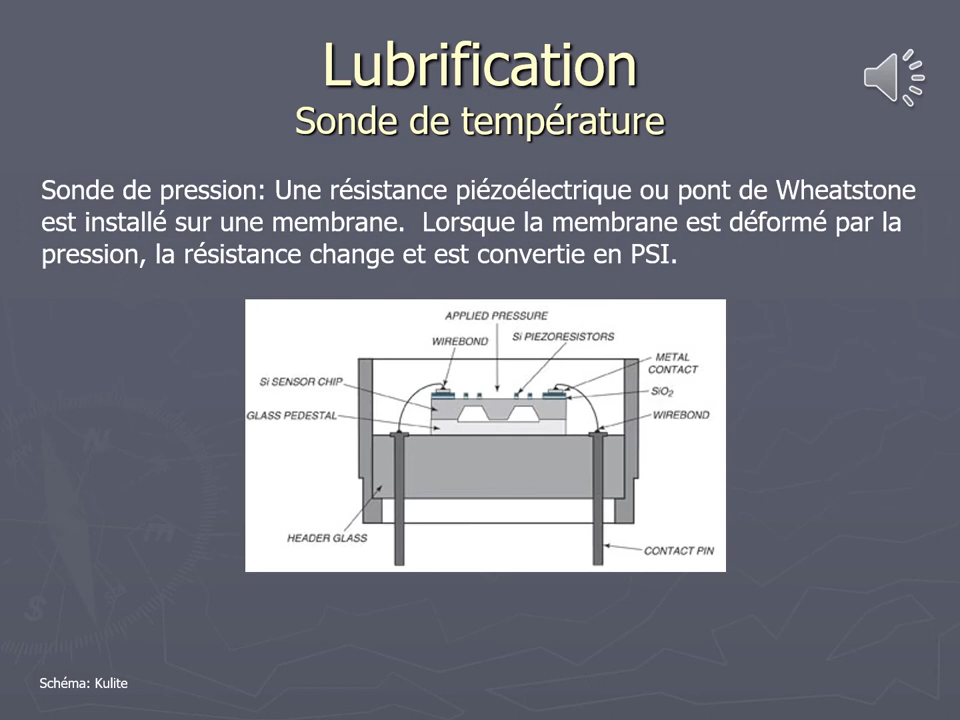 Lubrification
Sonde de température
Sonde de pression: Une résistance piézoélectrique ou pont de Wheatstone
est installé sur une membrane. Lorsque la membrane est déformé par la
pression, la résistance change et est convertie en PSI.
APPLIED PRESSURE
WIREBOND
Si PIEZORESISTORS
METAL
CONTACT
Si SENSOR CHIP
SiO2
GLASS PEDESTAL
WIREBOND
HEADER GLASS
CONTACT PIN
Schéma: Kulite